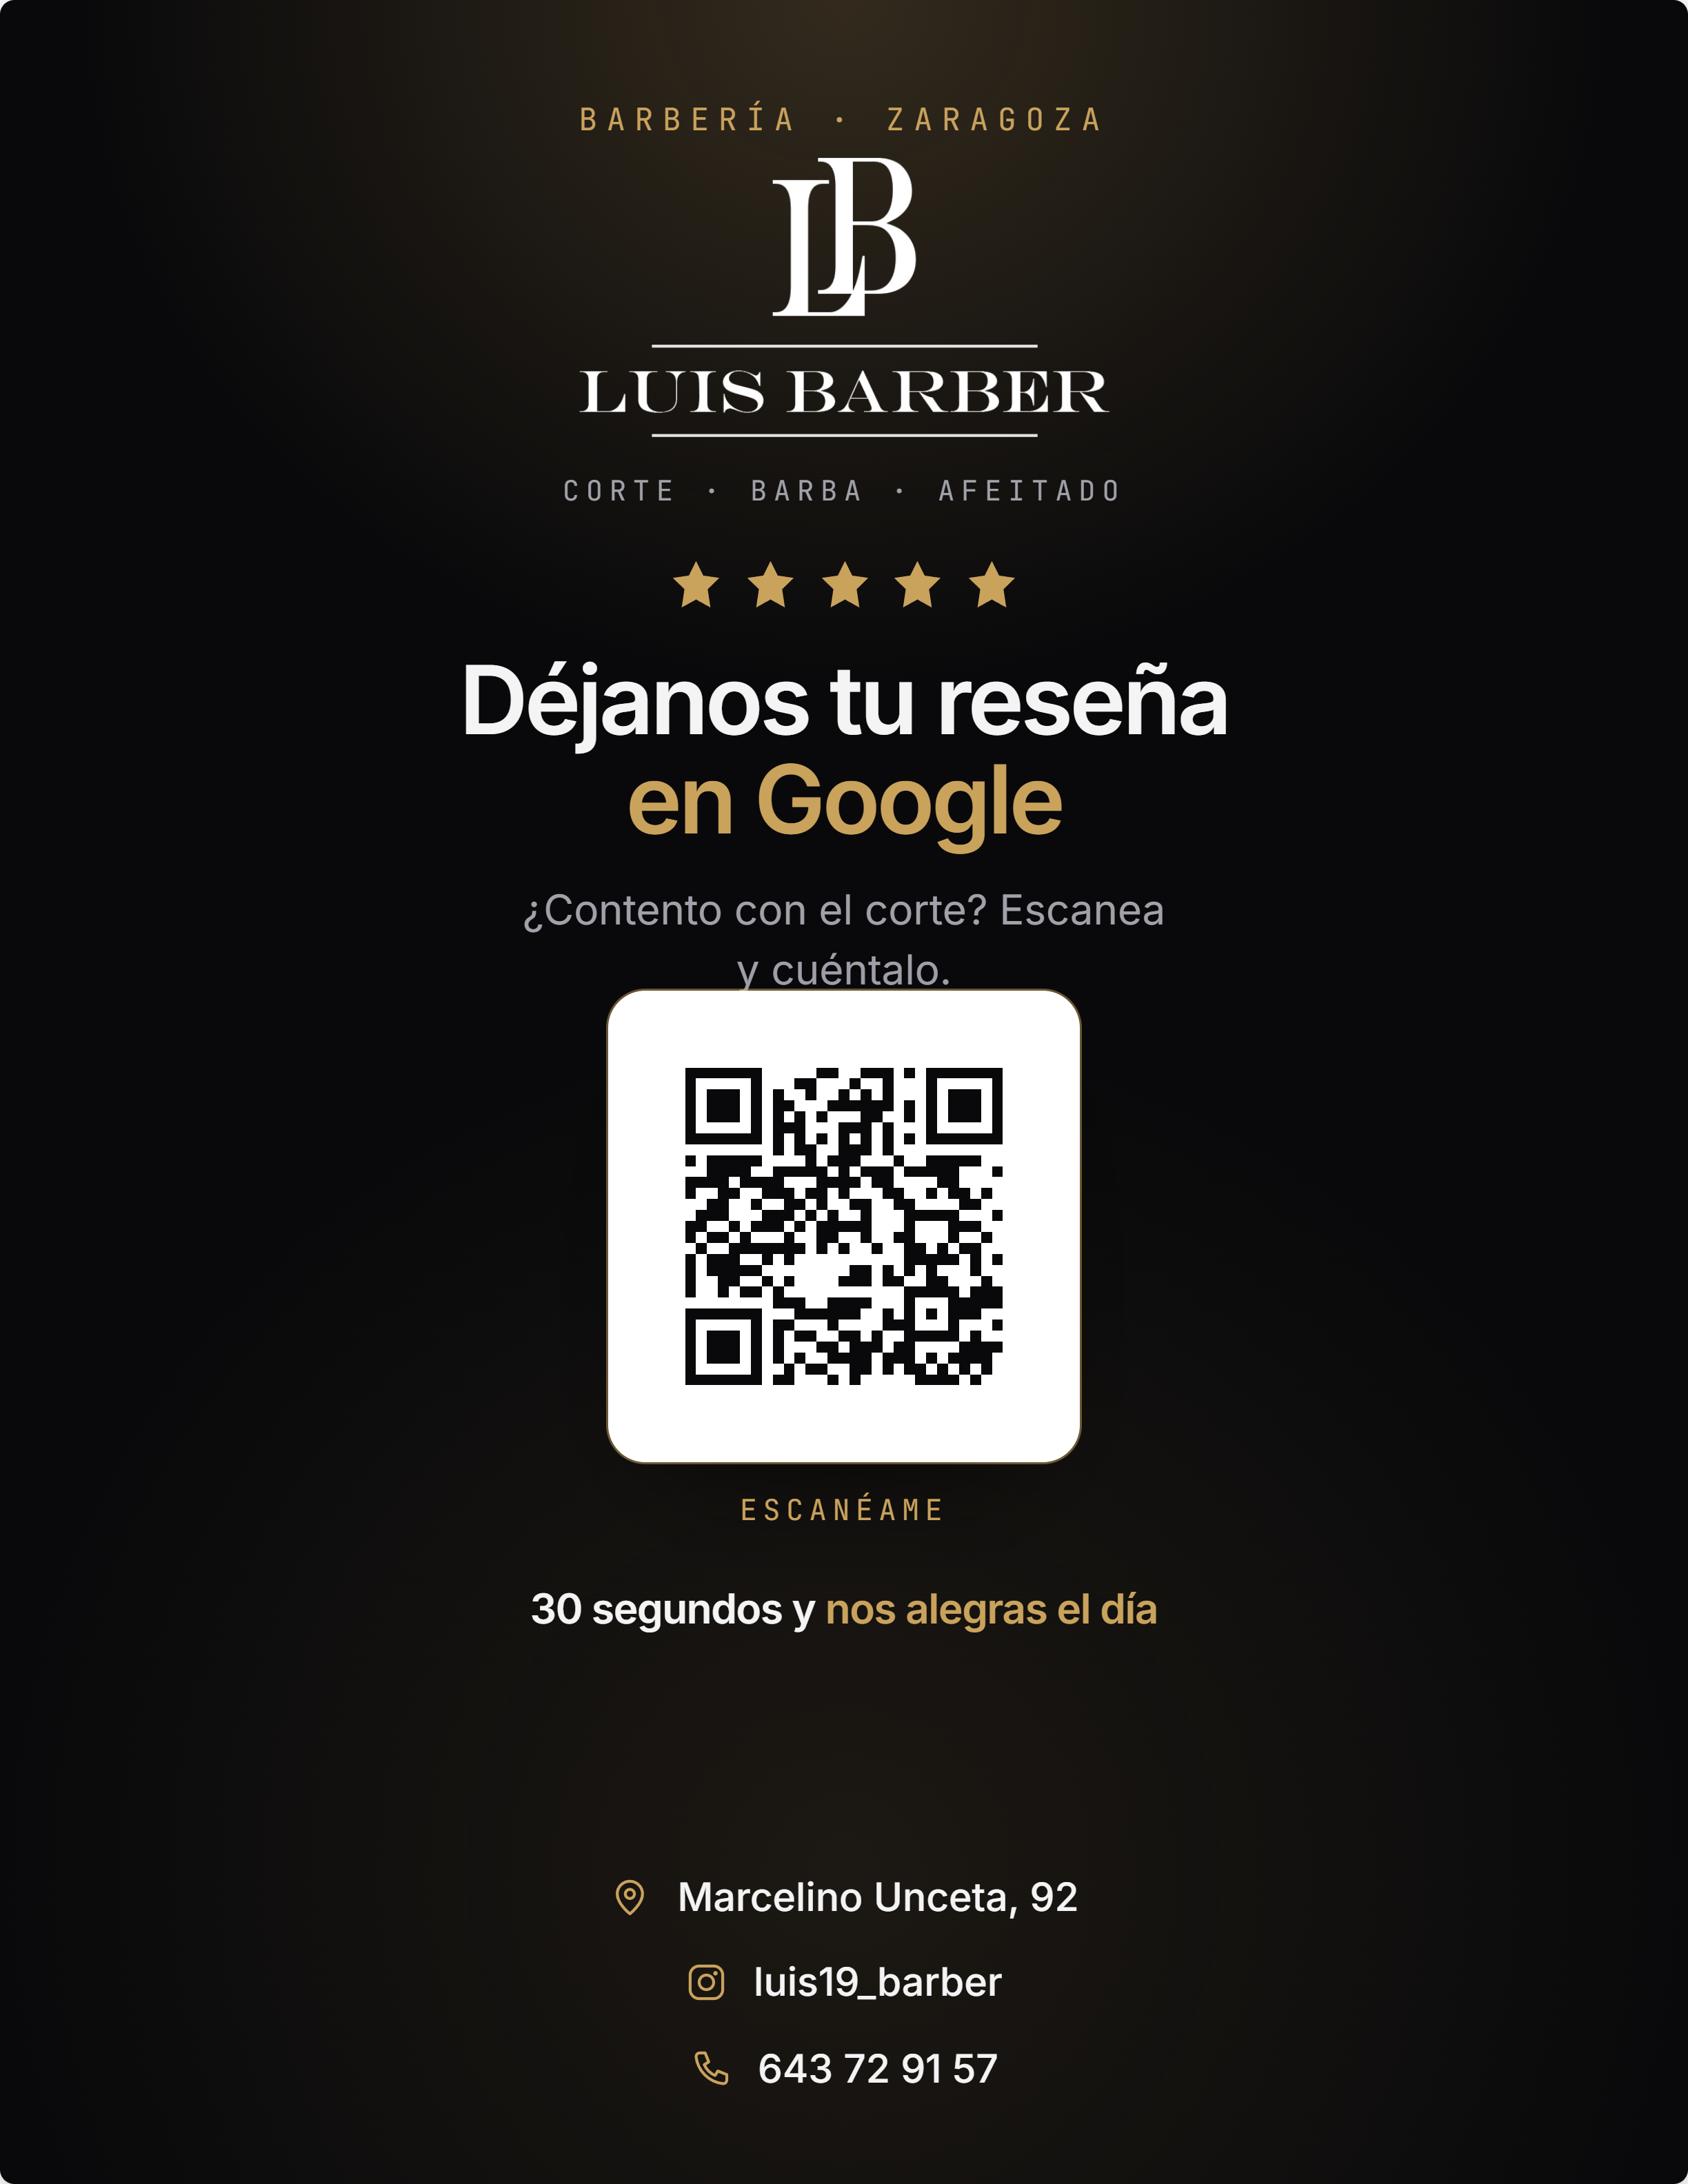 BARBERÍA · ZARAGOZA
LB
LUIS BARBER
CORTE · BARBA · AFEITADO
Déjanos tu reseña
en Google
¿Contento con el corte? Escanea
y cuéntalo.
ESCANÉAME
30 segundos y nos alegras el día
Marcelino Unceta, 92
luis19_barber
643 72 91 57